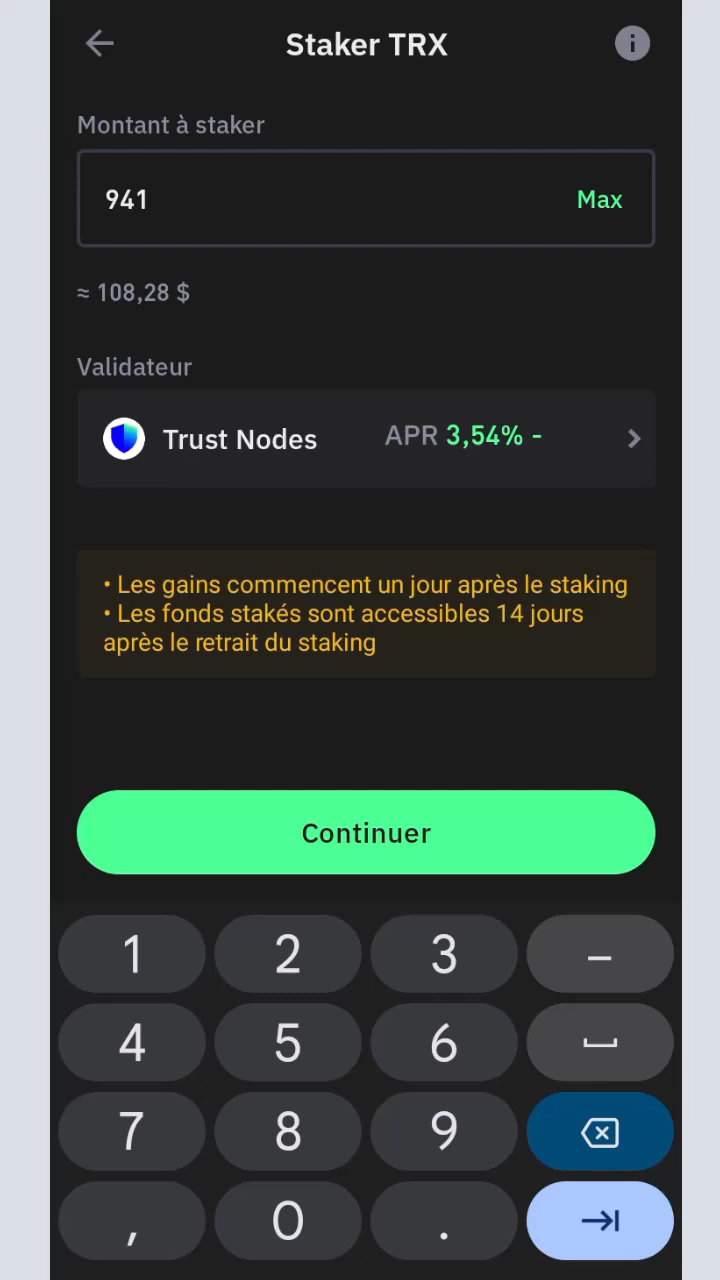 Staker TRX
Montant à staker
941 Max
≈ 108,28 $
Validateur
Trust Nodes APR 3,54% -
• Les gains commencent un jour après le staking
• Les fonds stakés sont accessibles 14 jours
après le retrait du staking
Continuer
1 2 3 –
4 5 6
7 8 9
, 0 .